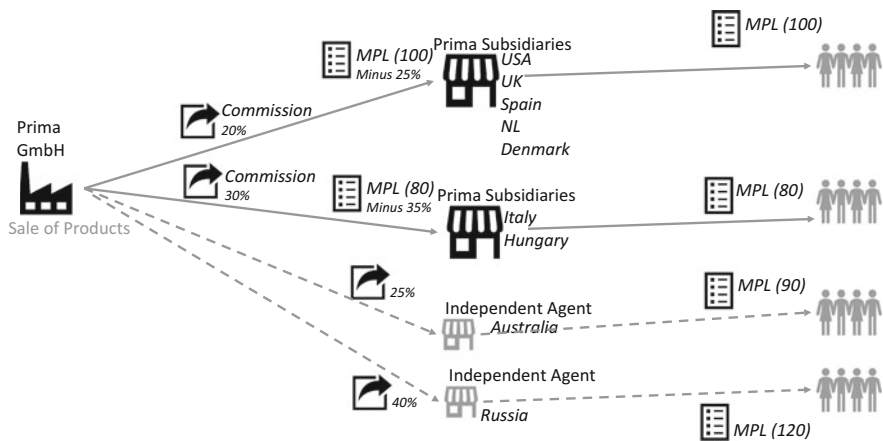 Prima
GmbH
Sale of Products
Commission
20%
MPL (100)
Minus 25%
Prima Subsidiaries
USA
UK
Spain
NL
Denmark
MPL (100)
Commission
30%
MPL (80)
Minus 35%
Prima Subsidiaries
Italy
Hungary
MPL (80)
25%
Independent Agent
Australia
MPL (90)
40%
Independent Agent
Russia
MPL (120)